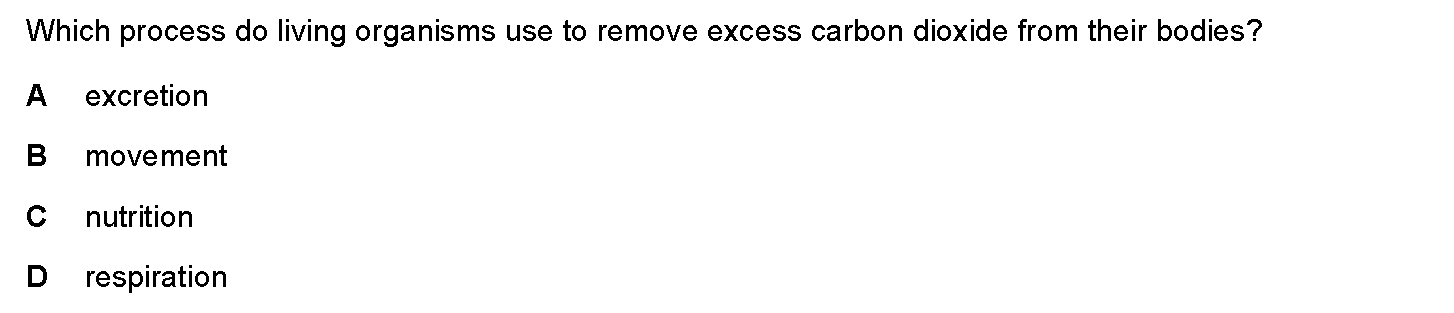 Which process do living organisms use to remove excess carbon dioxide from their bodies?
A excretion
B movement
C nutrition
D respiration